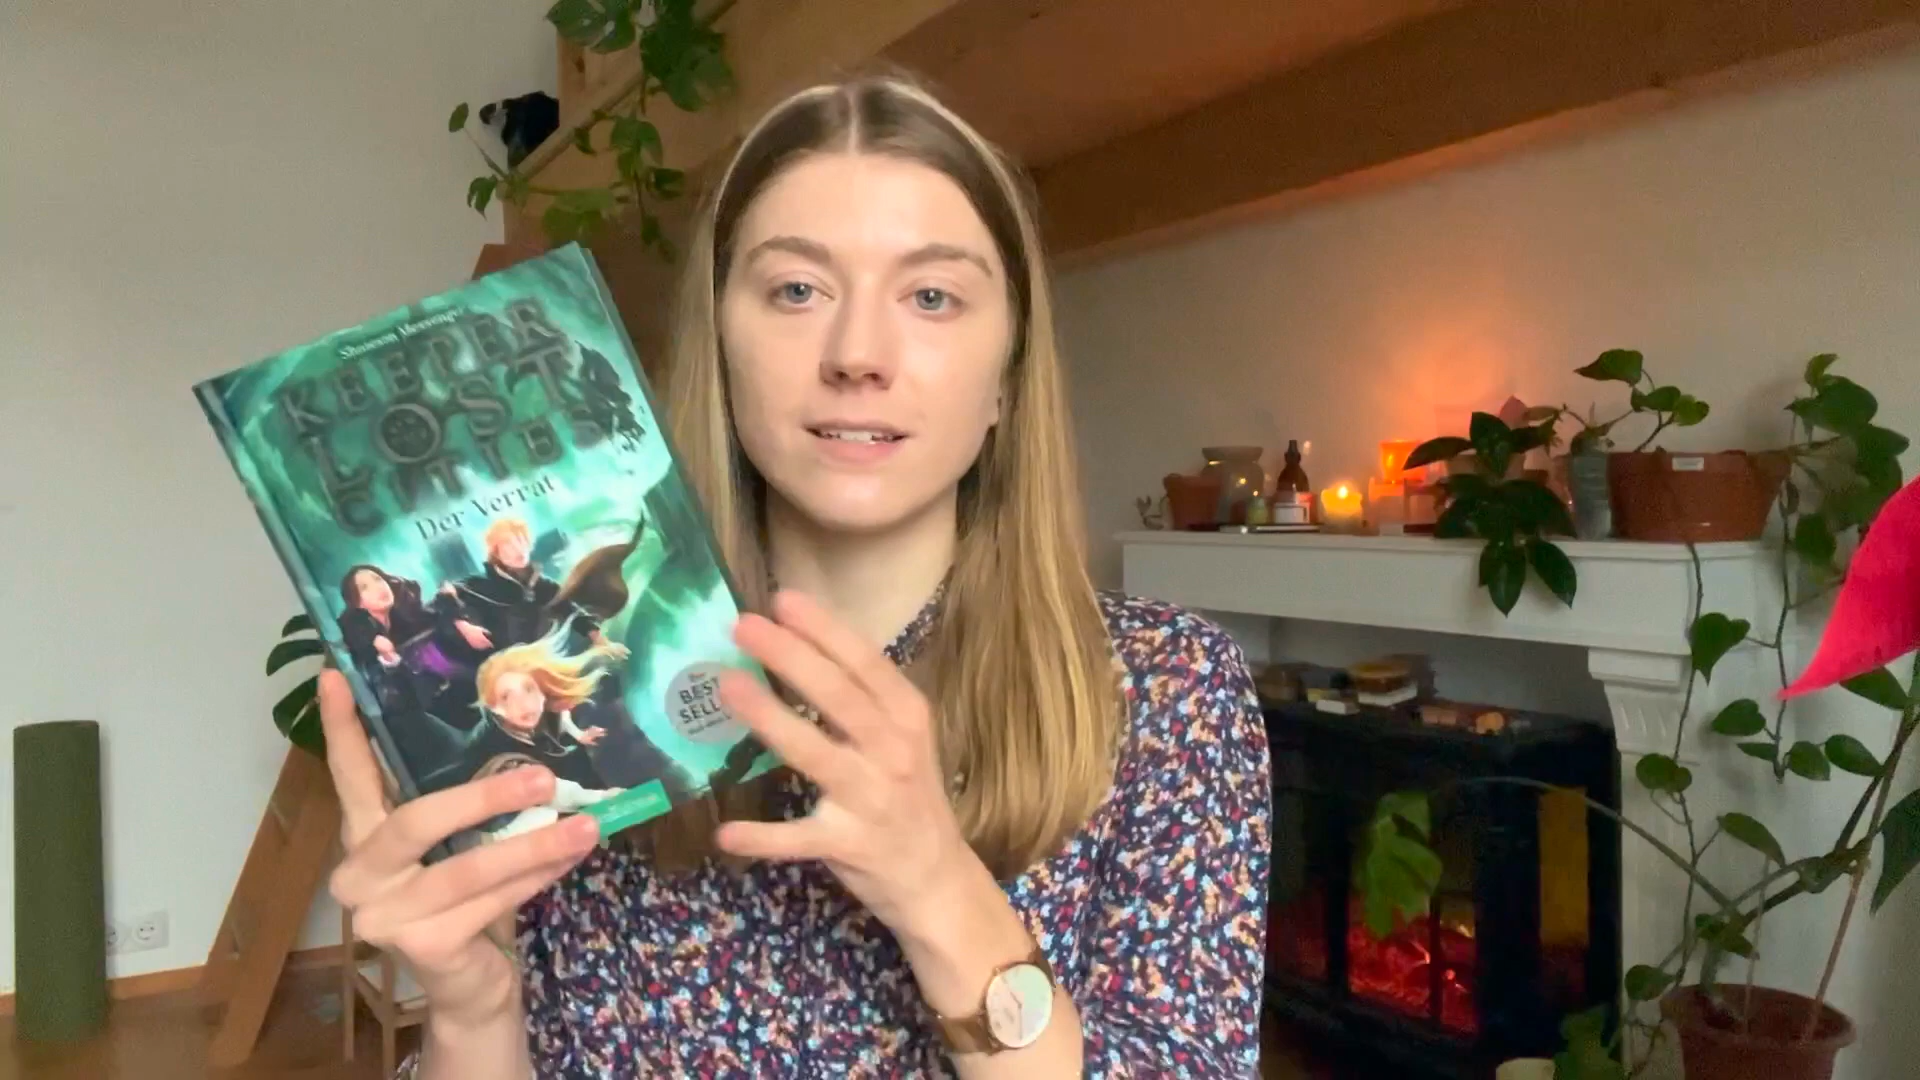 Shannon Messenger
KEEPER
LOST
CITIES
Der Verrat
BEST
SELL